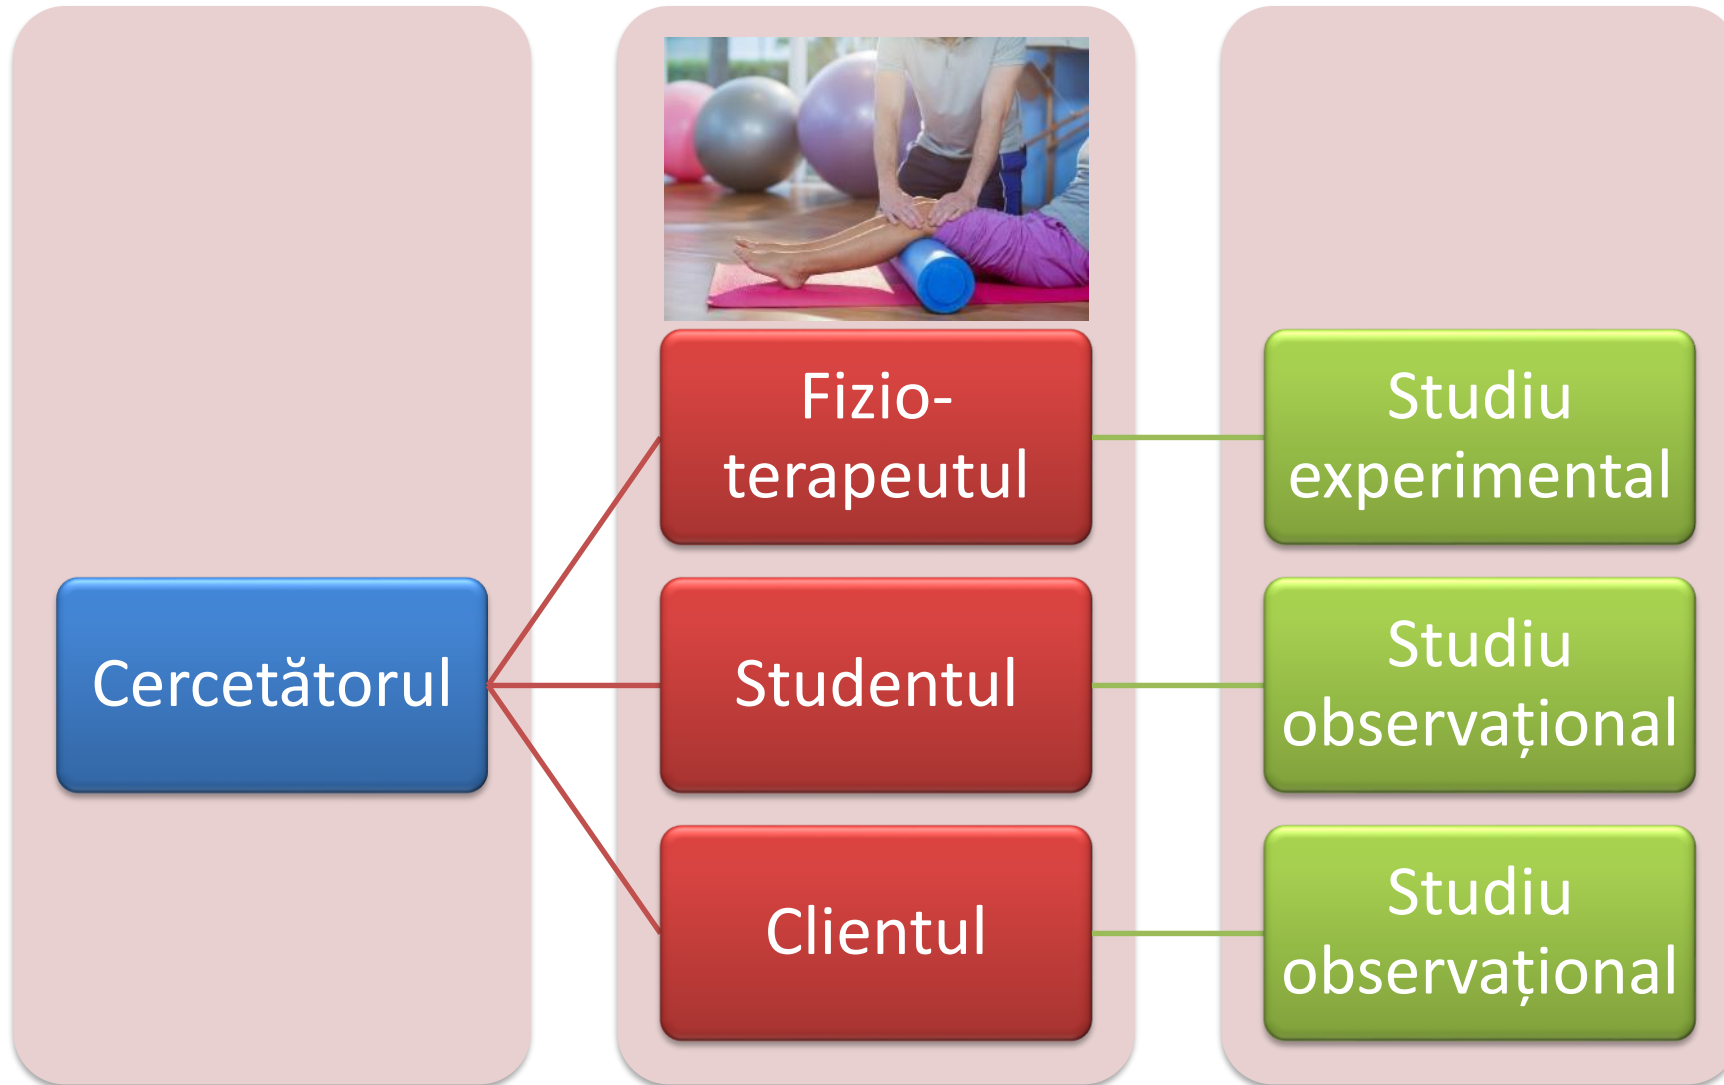 Cercetătorul
Fizio-
terapeutul
Studentul
Clientul
Studiu
experimental
Studiu
observațional
Studiu
observațional